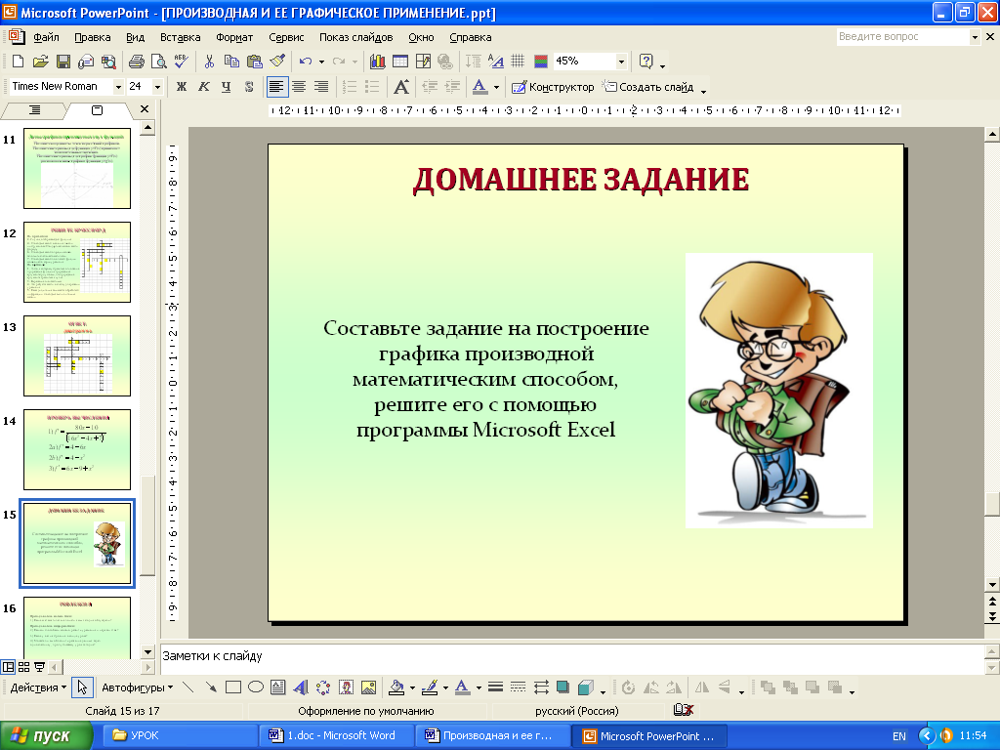 Microsoft PowerPoint - [ПРОИЗВОДНАЯ И ЕЕ ГРАФИЧЕСКОЕ ПРИМЕНЕНИЕ.ppt]
Файл Правка Вид Вставка Формат Сервис Показ слайдов Окно Справка Введите вопрос
45%
Times New Roman 24 Ж К Ч S Конструктор Создать слайд
12 11 10 9 8 7 6 5 4 3 2 1 0 1 2 3 4 5 6 7 8 9 10 11 12
11
12
13
14
15
16
ДОМАШНЕЕ ЗАДАНИЕ
Составьте задание на построение
графика производной
математическим способом,
решите его с помощью
программы Microsoft Excel
Заметки к слайду
Действия Автофигуры
Слайд 15 из 17 Оформление по умолчанию русский (Россия)
пуск УРОК 1.doc - Microsoft Word Производная и ее г... Microsoft PowerPoint ... EN 11:54